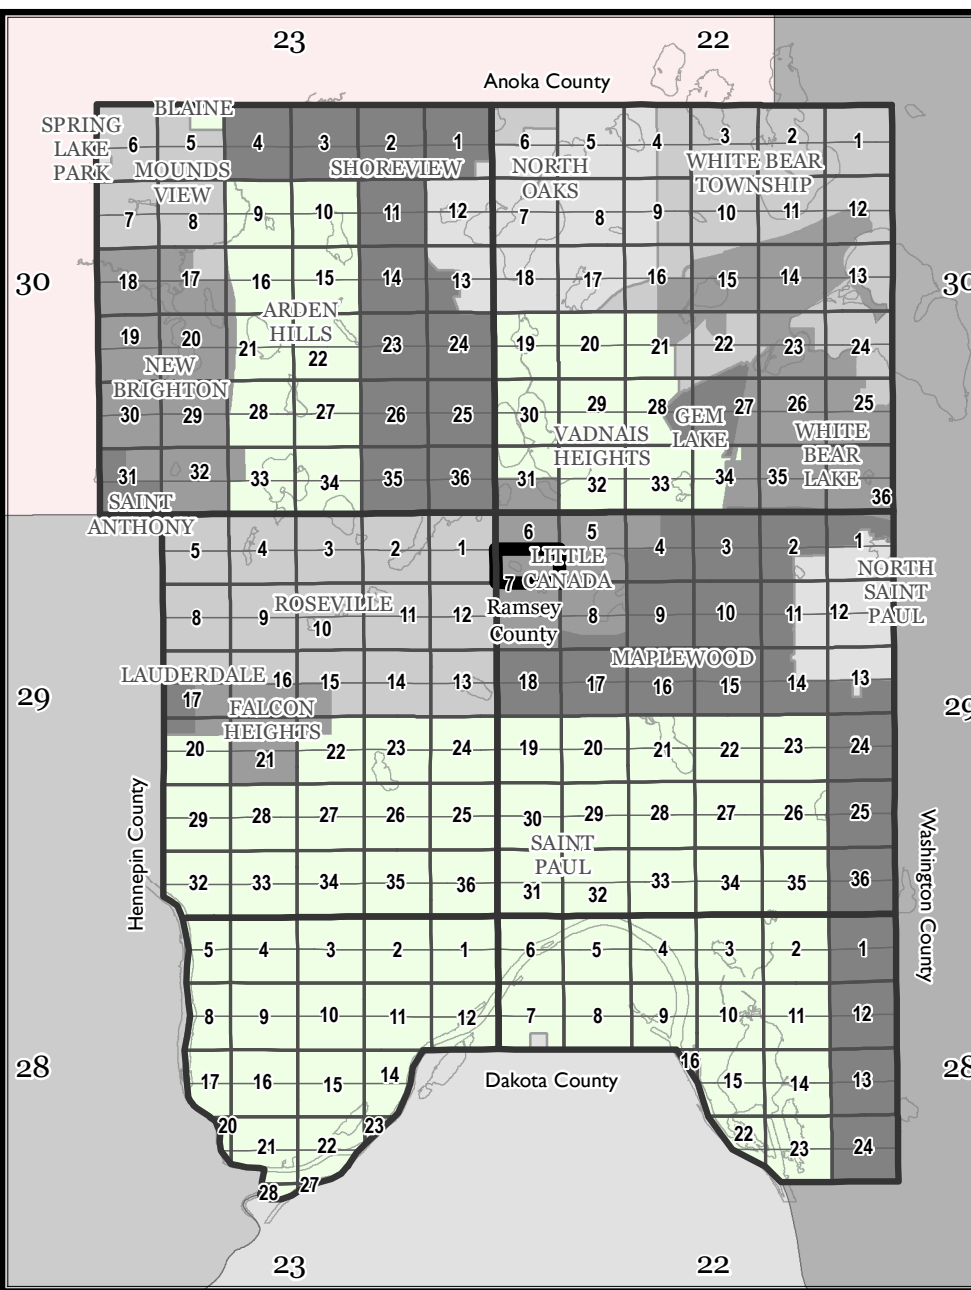 23 22
Anoka County
BLAINE
SPRING
LAKE
PARK
6 5 4 3 2 1 6 5 4 3 2 1
MOUNDS
VIEW
SHOREVIEW
NORTH
OAKS
WHITE BEAR
TOWNSHIP
7 8 9 10 11 12 7 8 9 10 11 12
30 18 17 16 15 14 13 18 17 16 15 14 13 30
ARDEN
HILLS
19 20 21 22 23 24 19 20 21 22 23 24
NEW
BRIGHTON
30 29 28 27 26 25 30 29 28 27 26 25
GEM
LAKE
VADNAIS
HEIGHTS
WHITE
BEAR
LAKE
31 32 33 34 35 36 31 32 33 34 35 36
SAINT
ANTHONY
5 4 3 2 1 6 5 4 3 2 1
LITTLE
CANADA
NORTH
SAINT
PAUL
7
Ramsey
County
8 9 10 11 12 8 9 10 11 12
ROSEVILLE
MAPLEWOOD
LAUDERDALE
29 17 16 15 14 13 18 17 16 15 14 13 29
FALCON
HEIGHTS
20 21 22 23 24 19 20 21 22 23 24
Hennepin County
Washington County
29 28 27 26 25 30 29 28 27 26 25
SAINT
PAUL
32 33 34 35 36 31 32 33 34 35 36
5 4 3 2 1 6 5 4 3 2 1
8 9 10 11 12 7 8 9 10 11 12
28 17 16 15 14 16 15 14 13 28
Dakota County
20 21 22 23 22 23 24
28 27
23 22